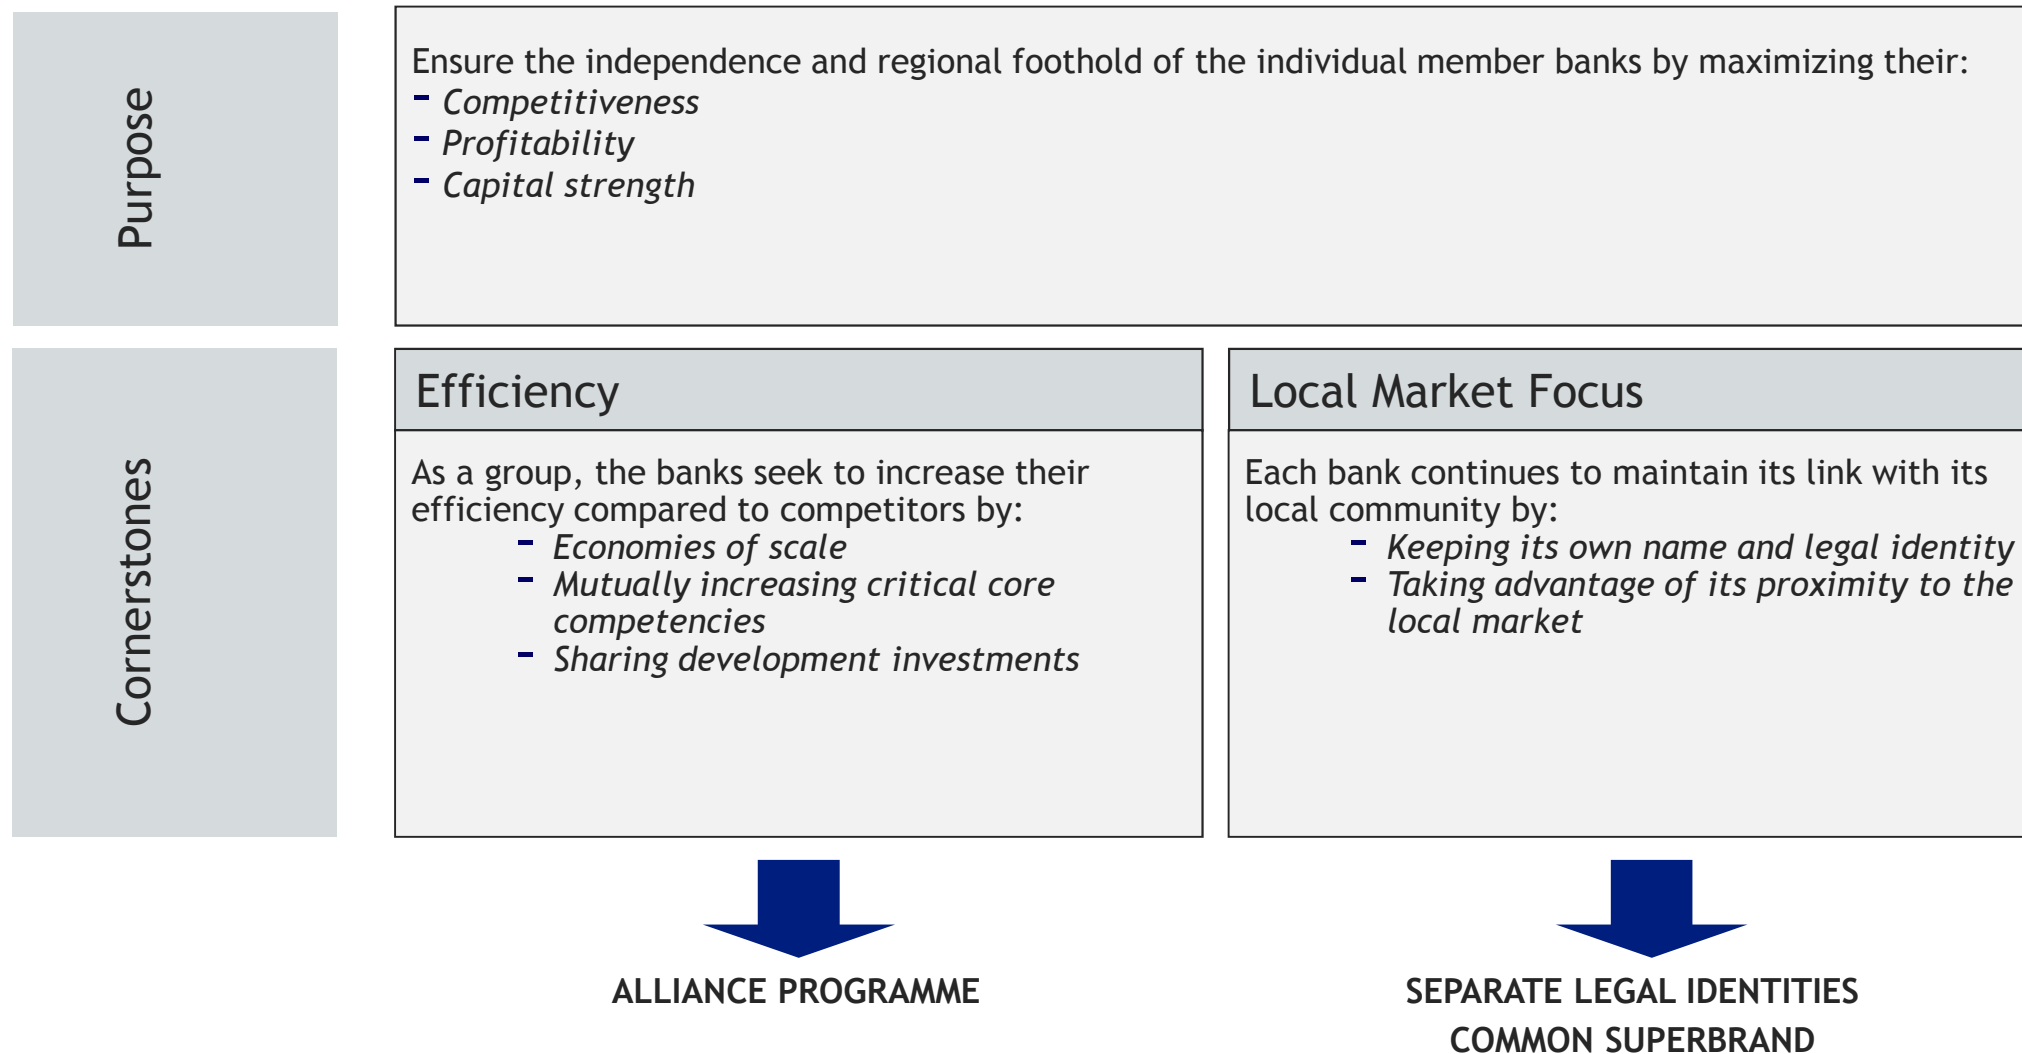 Purpose
Ensure the independence and regional foothold of the individual member banks by maximizing their:
- Competitiveness
- Profitability
- Capital strength
Cornerstones
Efficiency
As a group, the banks seek to increase their
efficiency compared to competitors by:
- Economies of scale
- Mutually increasing critical core
competencies
- Sharing development investments
Local Market Focus
Each bank continues to maintain its link with its
local community by:
- Keeping its own name and legal identity
- Taking advantage of its proximity to the
local market
ALLIANCE PROGRAMME
SEPARATE LEGAL IDENTITIES
COMMON SUPERBRAND